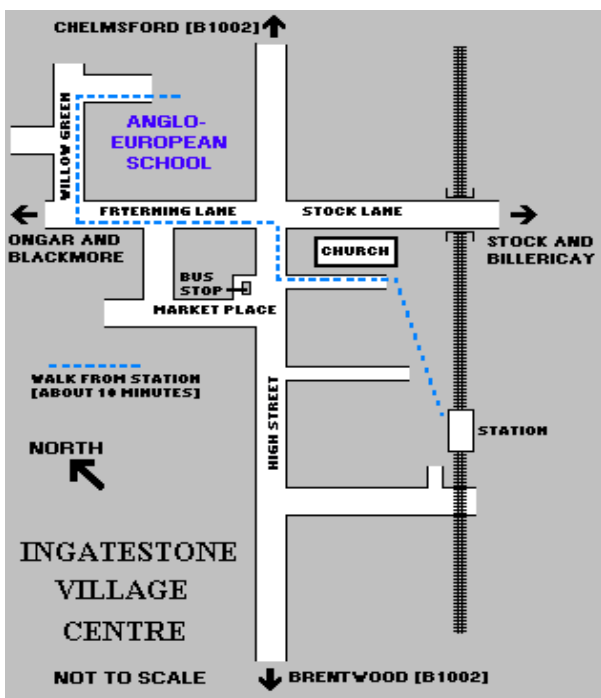 CHELMSFORD [B1002]
WILLOW GREEN
ANGLO-
EUROPEAN
SCHOOL
FRTERMING LANE
STOCK LANE
ONGAR AND
BLACKMORE
CHURCH
STOCK AND
BILLERICAY
BUS
STOP
MARKET PLACE
WALK FROM STATION
[ABOUT 10 MINUTES]
HIGH STREET
STATION
NORTH
INGATESTONE
VILLAGE
CENTRE
NOT TO SCALE
BRENTWOOD [B1002]